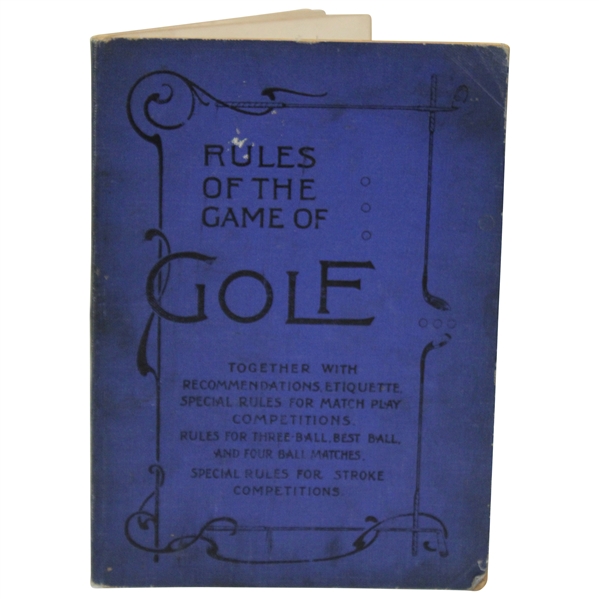 RULES
OF THE
GAME OF
GOLF
TOGETHER WITH
RECOMMENDATIONS, ETIQUETTE,
SPECIAL RULES FOR MATCH PLAY
COMPETITIONS.
RULES FOR THREE-BALL, BEST BALL,
AND FOUR BALL MATCHES,
SPECIAL RULES FOR STROKE
COMPETITIONS.